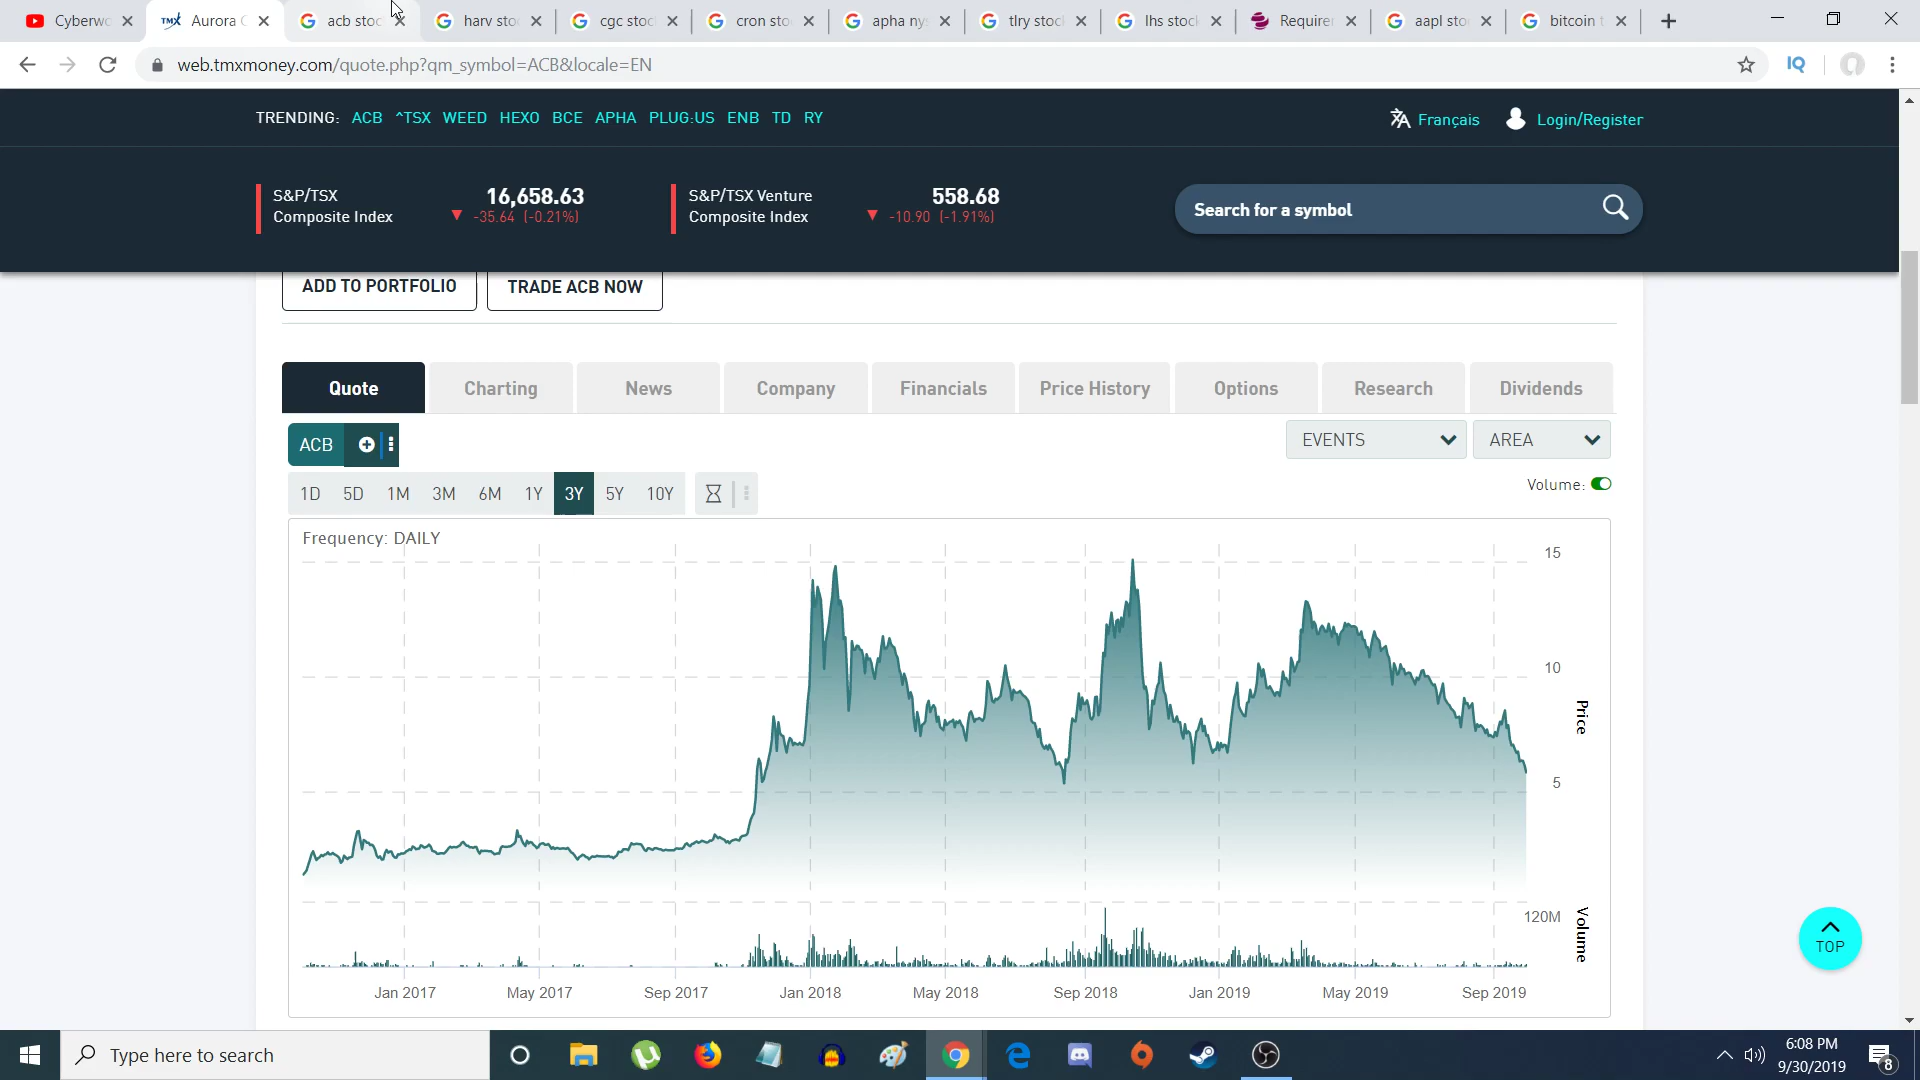 Cyberwo
TMX Aurora C
acb stoc
harv sto
cgc stoc
cron sto
apha ny
tlry stoc
lhs stoc
Require
aapl sto
bitcoin t
web.tmxmoney.com/quote.php?qm_symbol=ACB&locale=EN
IQ
TRENDING: ACB ^TSX WEED HEXO BCE APHA PLUG:US ENB TD RY
Français Login/Register
S&P/TSX 16,658.63
Composite Index ▼ -35.64 (-0.21%)
S&P/TSX Venture 558.68
Composite Index ▼ -10.90 (-1.91%)
Search for a symbol
ADD TO PORTFOLIO TRADE ACB NOW
Quote Charting News Company Financials Price History Options Research Dividends
ACB
EVENTS AREA
1D 5D 1M 3M 6M 1Y 3Y 5Y 10Y
Volume:
Frequency: DAILY
15
10
5
Price
120M
Volume
Jan 2017 May 2017 Sep 2017 Jan 2018 May 2018 Sep 2018 Jan 2019 May 2019 Sep 2019
TOP
Type here to search
6:08 PM
9/30/2019
8